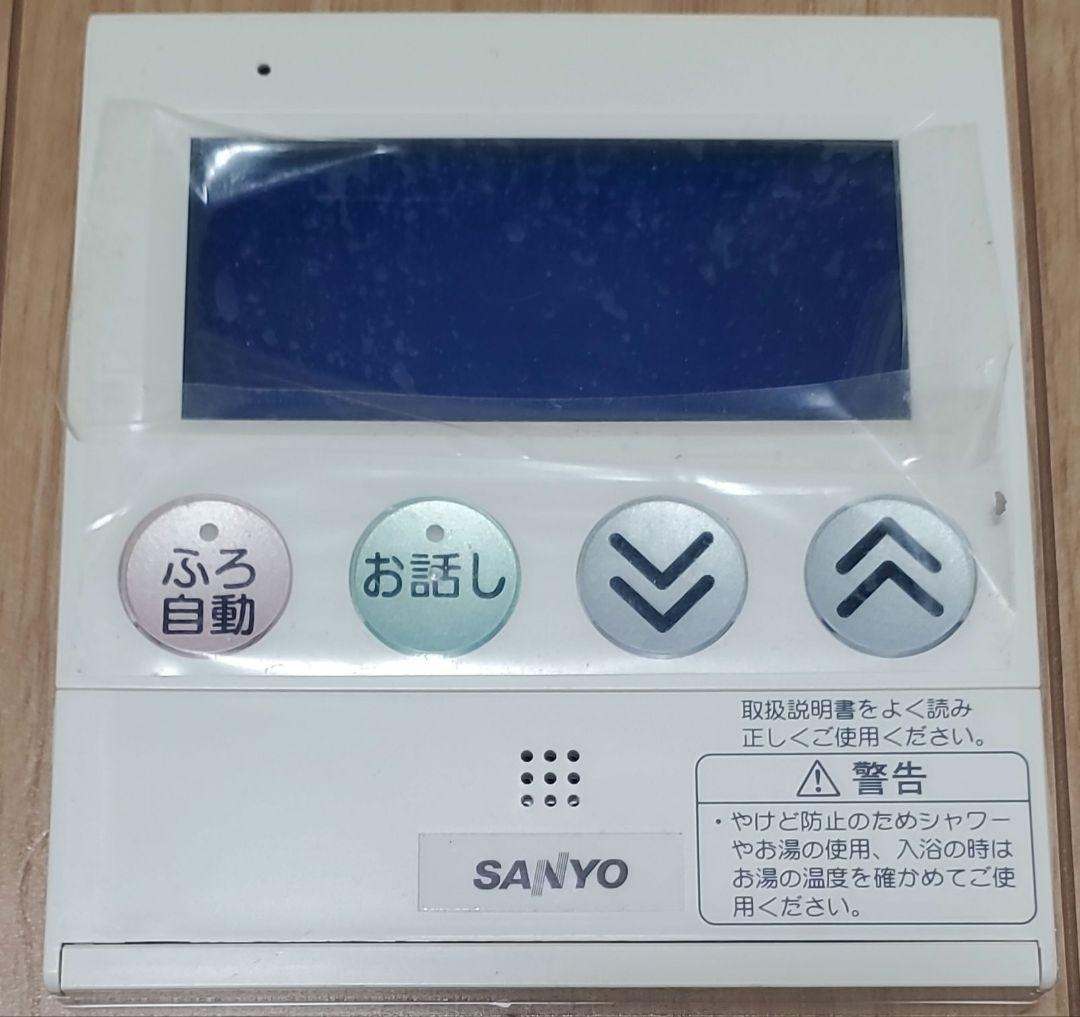 ふろ
自動
お話し
取扱説明書をよく読み
正しくご使用ください。
警告
・やけど防止のためシャワー
やお湯の使用、入浴の時は
お湯の温度を確かめてご使
用ください。
SANYO